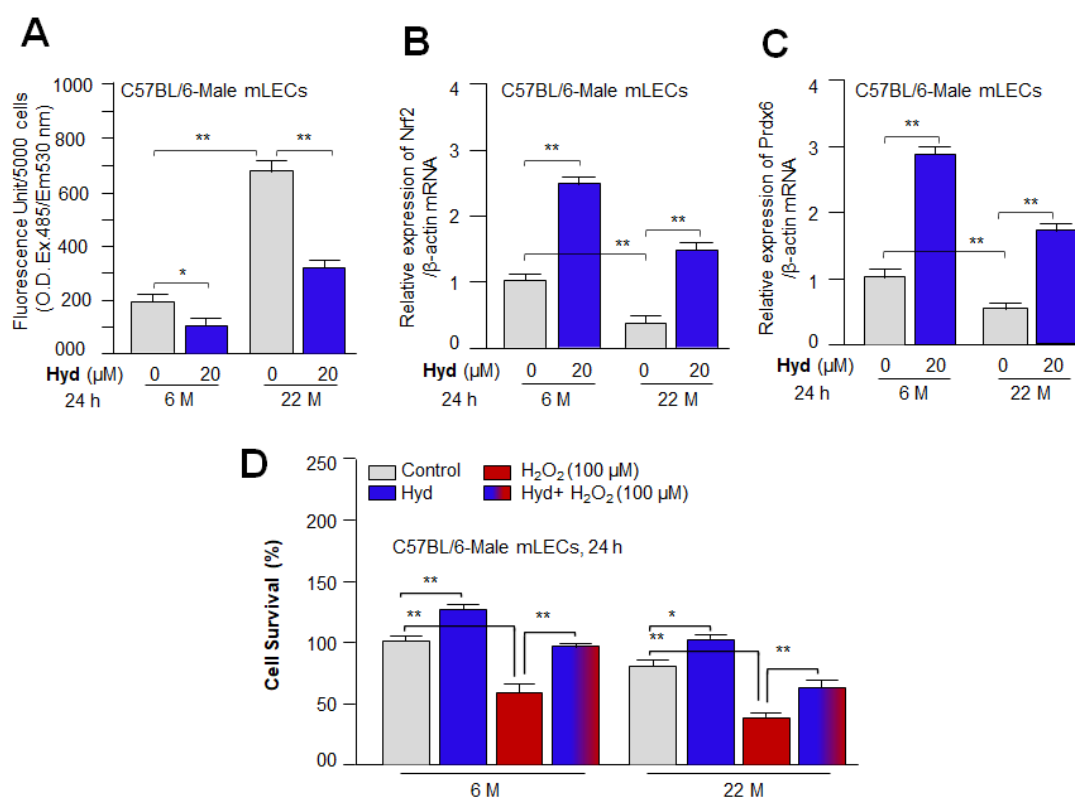 A
Fluorescence Unit/5000 cells
(O.D. Ex.485/Em530 nm)
1000
800
600
400
200
000
C57BL/6-Male mLECs
**
**
*
Hyd (µM) 0 20 0 20
24 h 6 M 22 M
B
Relative expression of Nrf2
/β-actin mRNA
4
3
2
1
0
C57BL/6-Male mLECs
**
**
**
Hyd (µM) 0 20 0 20
24 h 6 M 22 M
C
Relative expression of Prdx6
/β-actin mRNA
4
3
2
1
0
C57BL/6-Male mLECs
**
**
**
Hyd (µM) 0 20 0 20
24 h 6 M 22 M
D
Cell Survival (%)
250
200
150
100
50
00
Control
H₂O₂ (100 µM)
Hyd
Hyd+ H₂O₂ (100 µM)
C57BL/6-Male mLECs, 24 h
**
**
**
*
**
**
6 M 22 M